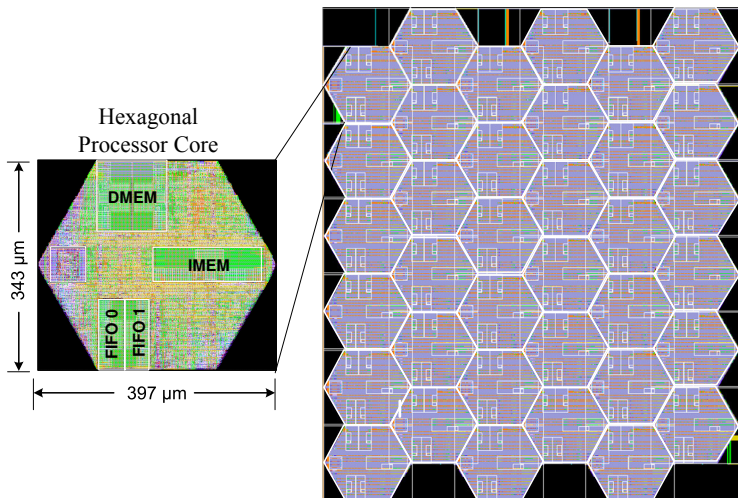 Hexagonal
Processor Core
DMEM
IMEM
FIFO 0
FIFO 1
343 µm
397 µm